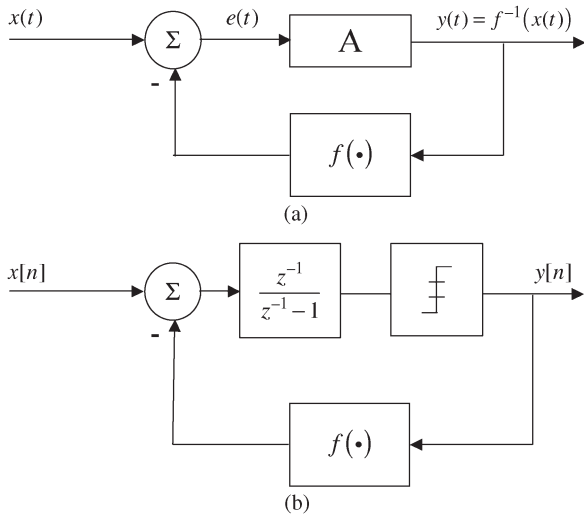 x(t)
Σ
e(t)
A
y(t) = f⁻¹(x(t))
-
f(•)
(a)
x[n]
Σ
z⁻¹
z⁻¹ − 1
y[n]
-
f(•)
(b)